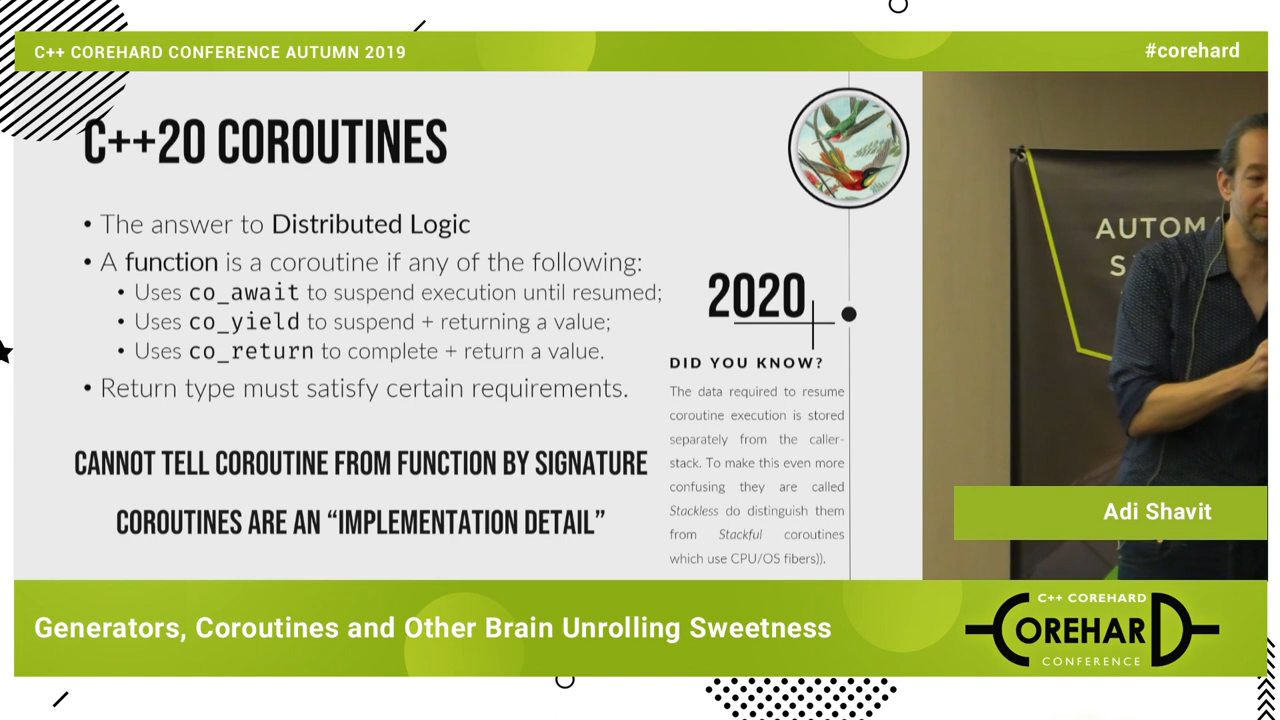 C++ COREHARD CONFERENCE AUTUMN 2019
#corehard
C++20 COROUTINES
• The answer to Distributed Logic
• A function is a coroutine if any of the following:
• Uses co_await to suspend execution until resumed;
• Uses co_yield to suspend + returning a value;
• Uses co_return to complete + return a value.
• Return type must satisfy certain requirements.
CANNOT TELL COROUTINE FROM FUNCTION BY SIGNATURE
COROUTINES ARE AN “IMPLEMENTATION DETAIL”
2020
DID YOU KNOW?
The data required to resume
coroutine execution is stored
separately from the caller-
stack. To make this even more
confusing they are called
Stackless do distinguish them
from Stackful coroutines
which use CPU/OS fibers)).
AUTOMA
S
Adi Shavit
Generators, Coroutines and Other Brain Unrolling Sweetness
C++ COREHARD
COREHARD
CONFERENCE